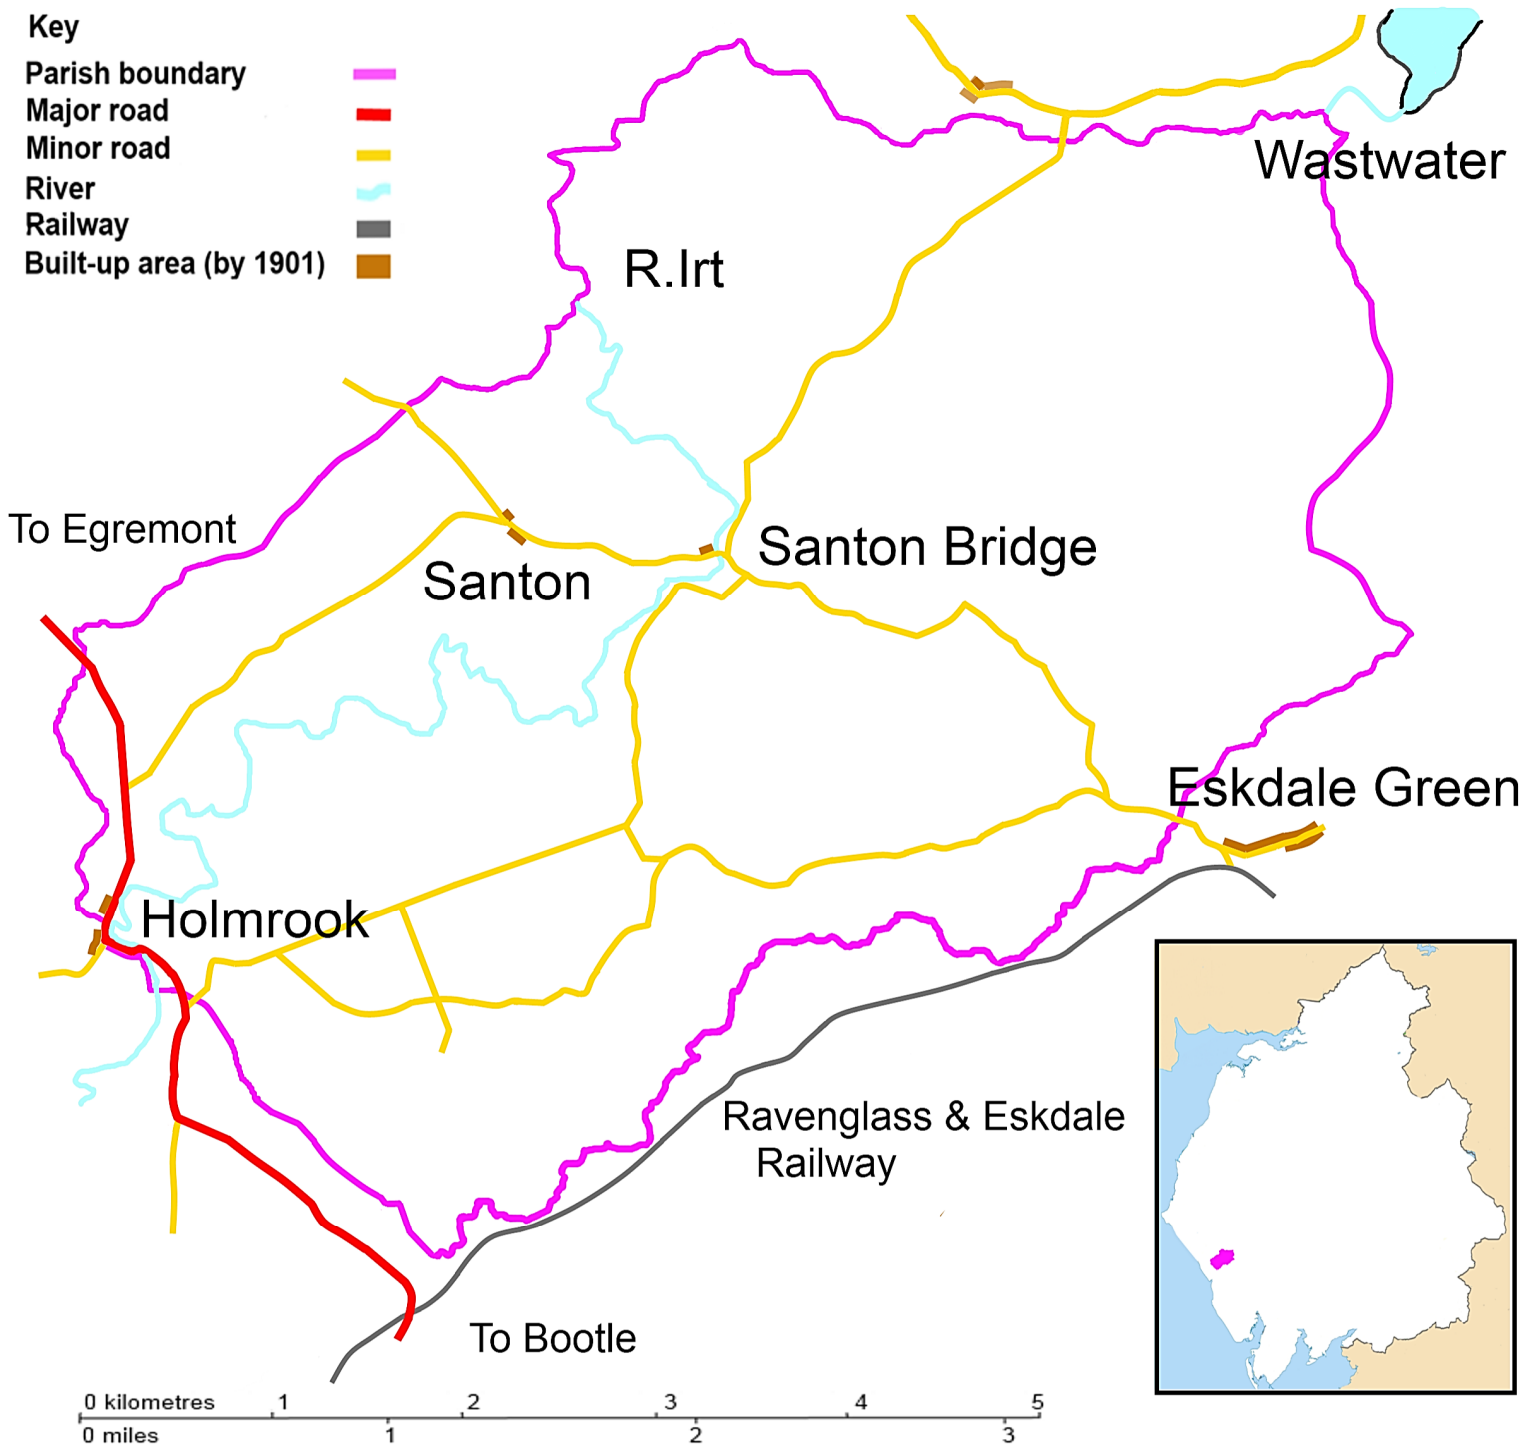 Key
Parish boundary
Major road
Minor road
River
Railway
Built-up area (by 1901)
Wastwater
R.Irt
To Egremont
Santon Bridge
Santon
Eskdale Green
Holmrook
Ravenglass & Eskdale
Railway
To Bootle
0 kilometres 1 2 3 4 5
0 miles 1 2 3